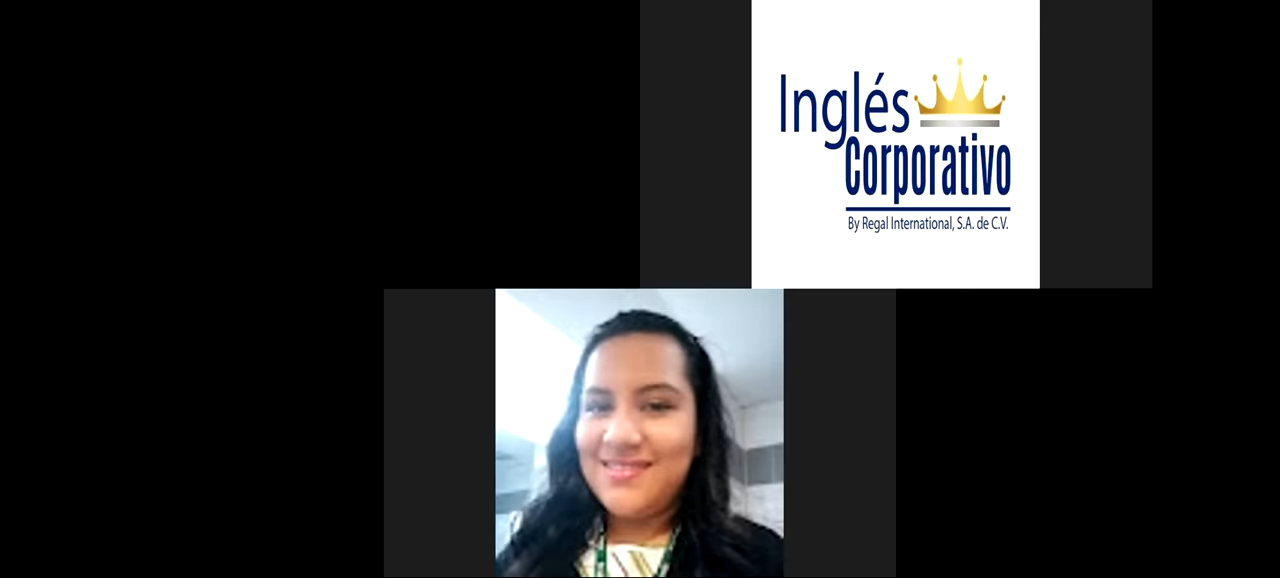 Inglés
Corporativo
By Regal International, S.A. de C.V.